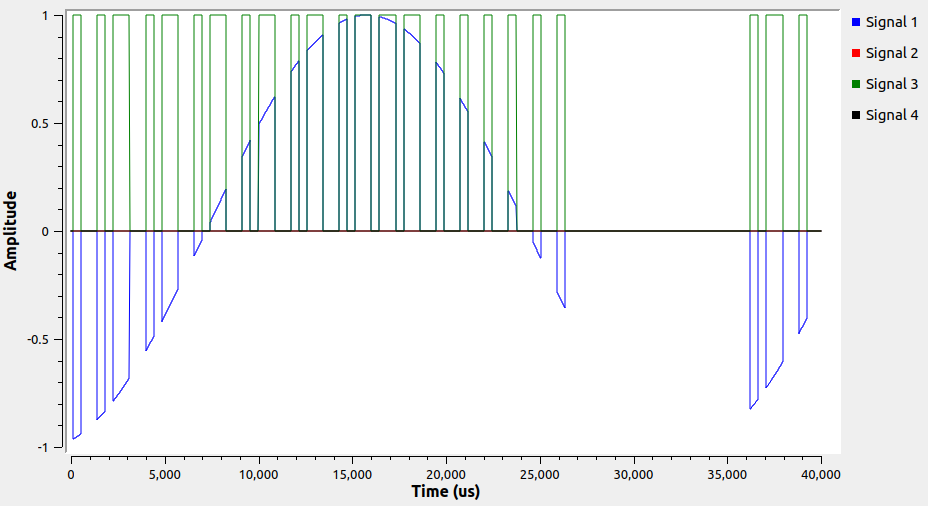 1
0.5
0
-0.5
-1
Amplitude
0
5,000
10,000
15,000
20,000
25,000
30,000
35,000
40,000
Time (us)
Signal 1
Signal 2
Signal 3
Signal 4